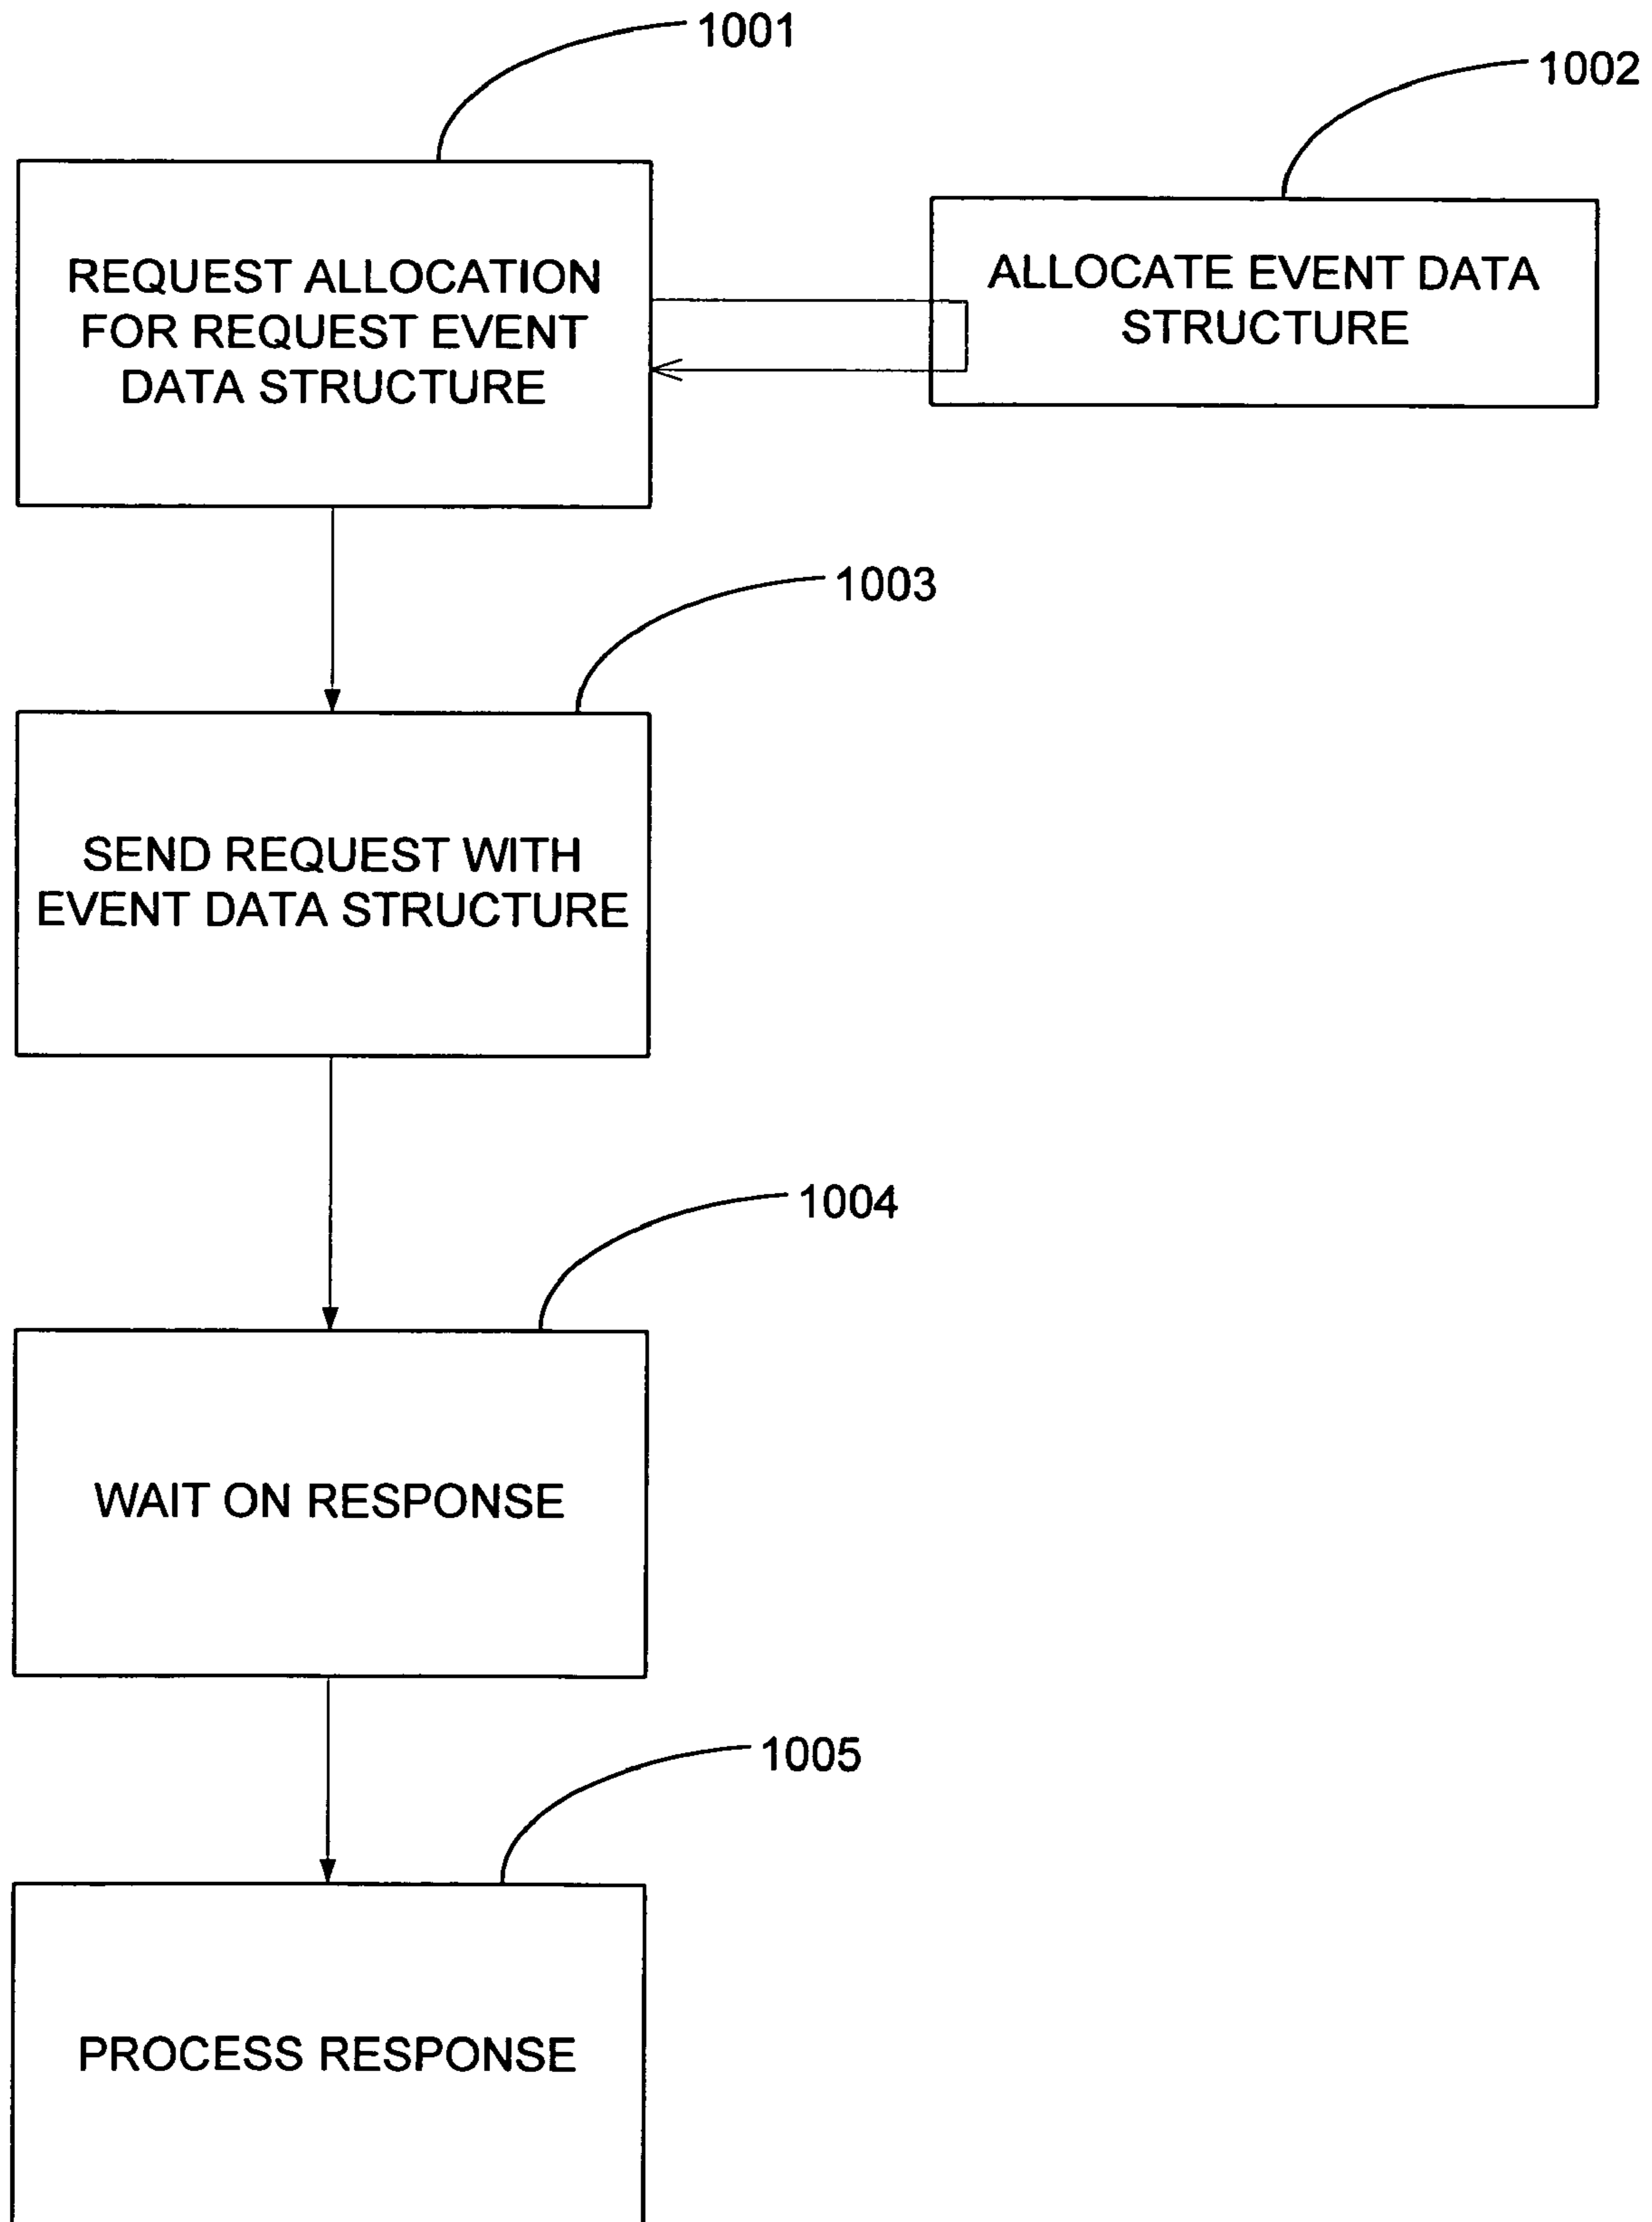 1001
1002
REQUEST ALLOCATION
FOR REQUEST EVENT
DATA STRUCTURE
ALLOCATE EVENT DATA
STRUCTURE
1003
SEND REQUEST WITH
EVENT DATA STRUCTURE
1004
WAIT ON RESPONSE
1005
PROCESS RESPONSE